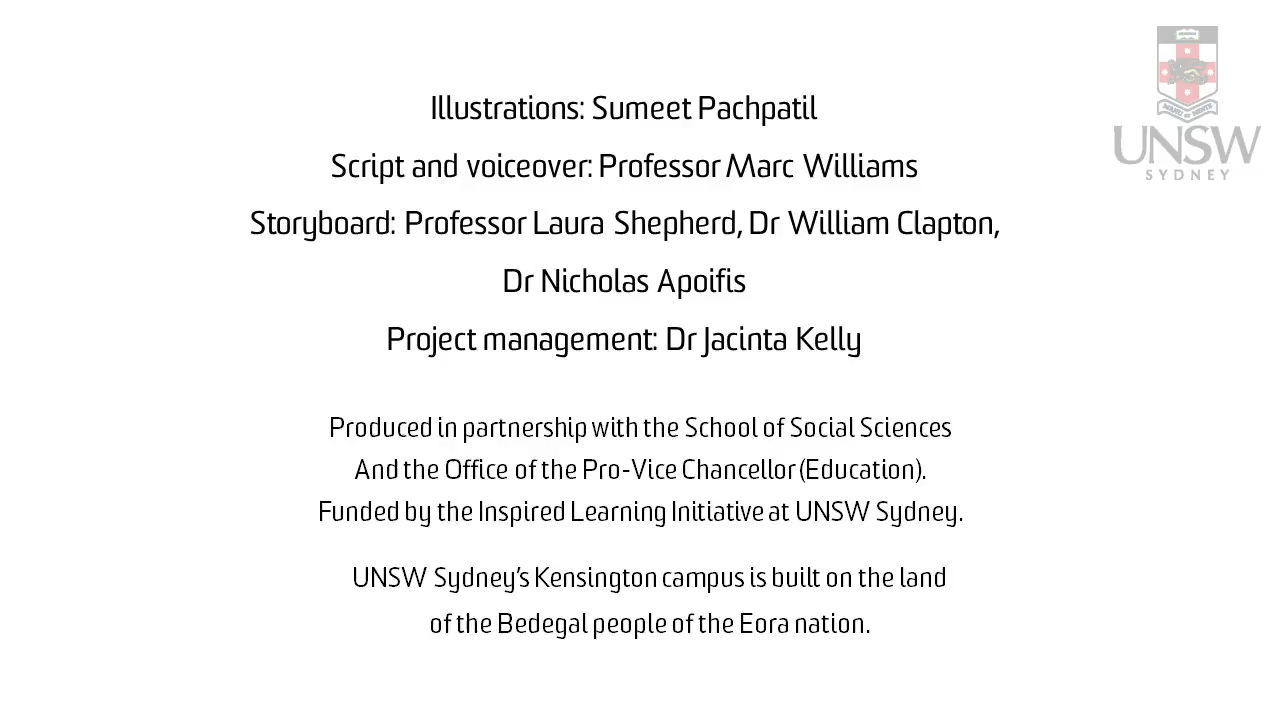 Illustrations: Sumeet Pachpatil
Script and voiceover: Professor Marc Williams
Storyboard: Professor Laura Shepherd, Dr William Clapton,
Dr Nicholas Apoifis
Project management: Dr Jacinta Kelly
Produced in partnership with the School of Social Sciences
And the Office of the Pro-Vice Chancellor (Education).
Funded by the Inspired Learning Initiative at UNSW Sydney.
UNSW Sydney’s Kensington campus is built on the land
of the Bedegal people of the Eora nation.
MANU ET MENTE
UNSW
SYDNEY